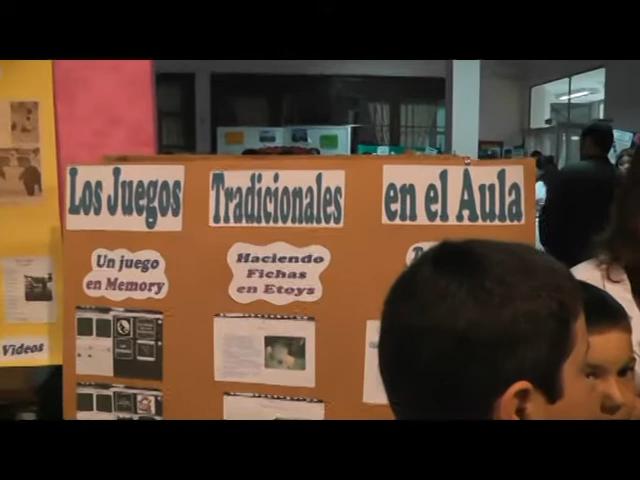 Los Juegos Tradicionales en el Aula
Un juego
en Memory
Haciendo
Fichas
en Etoys
Videos